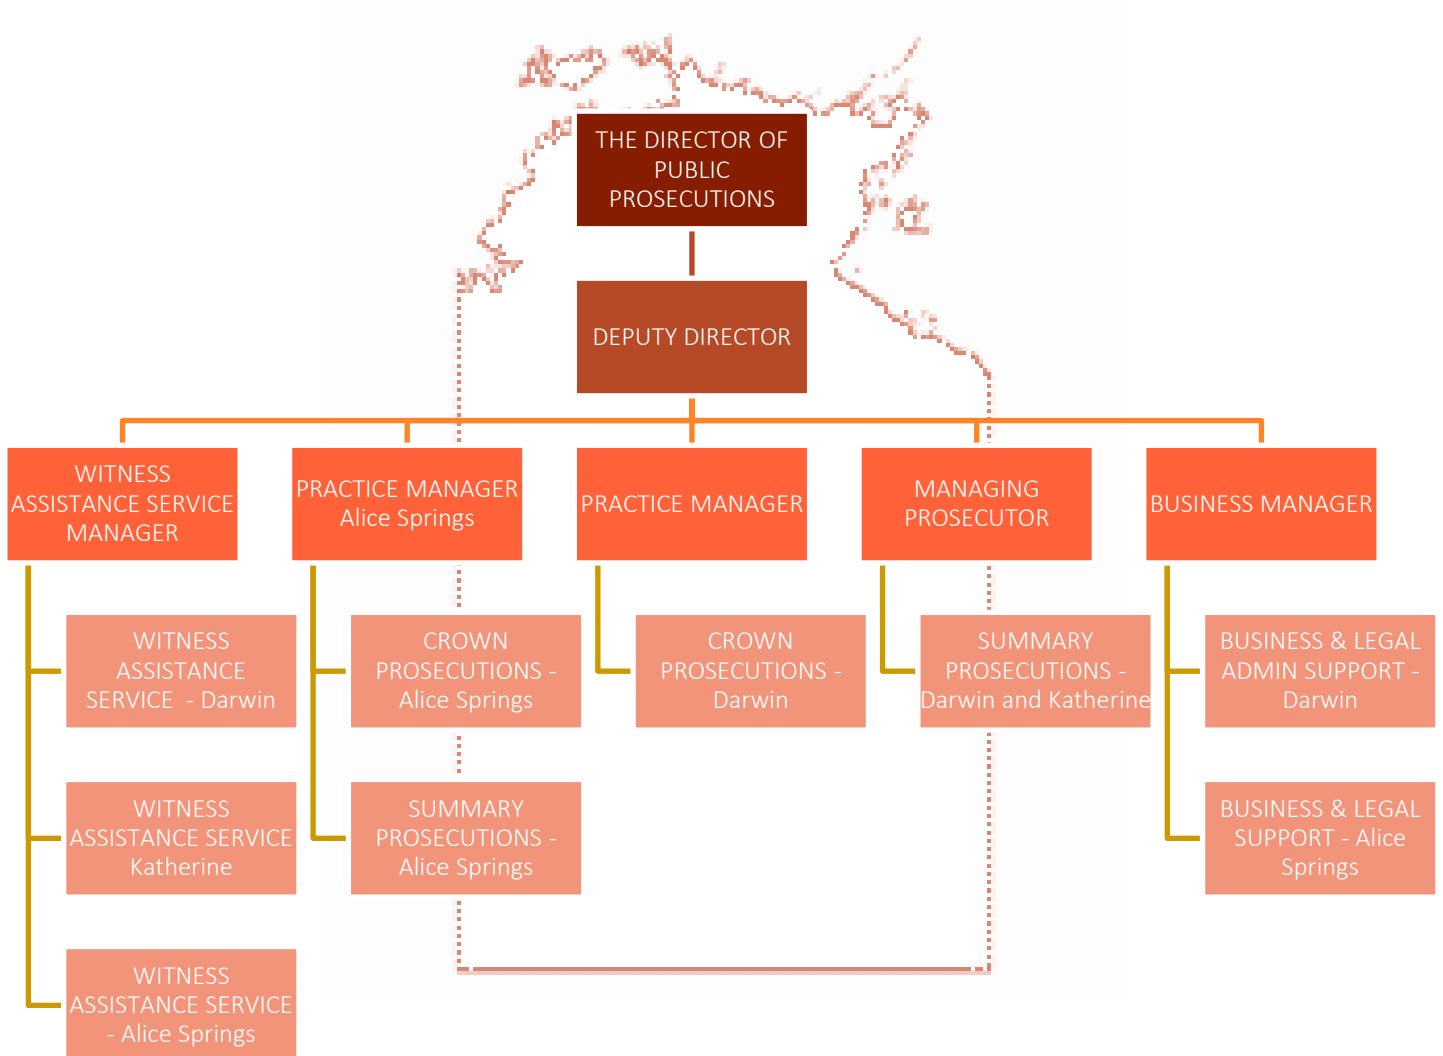 THE DIRECTOR OF
PUBLIC
PROSECUTIONS
DEPUTY DIRECTOR
WITNESS
ASSISTANCE SERVICE
MANAGER
PRACTICE MANAGER
Alice Springs
PRACTICE MANAGER
MANAGING
PROSECUTOR
BUSINESS MANAGER
WITNESS
ASSISTANCE
SERVICE - Darwin
CROWN
PROSECUTIONS -
Alice Springs
CROWN
PROSECUTIONS -
Darwin
SUMMARY
PROSECUTIONS -
Darwin and Katherine
BUSINESS & LEGAL
ADMIN SUPPORT -
Darwin
WITNESS
ASSISTANCE SERVICE
Katherine
SUMMARY
PROSECUTIONS -
Alice Springs
BUSINESS & LEGAL
SUPPORT - Alice
Springs
WITNESS
ASSISTANCE SERVICE
- Alice Springs